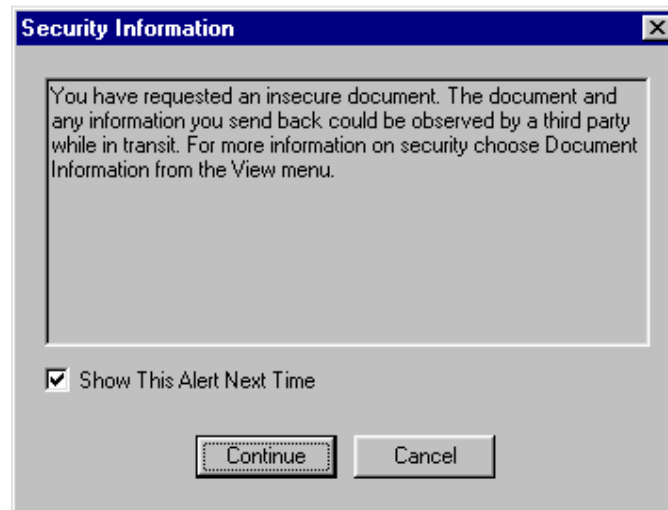 Security Information
You have requested an insecure document. The document and
any information you send back could be observed by a third party
while in transit. For more information on security choose Document
Information from the View menu.
Show This Alert Next Time
Continue Cancel